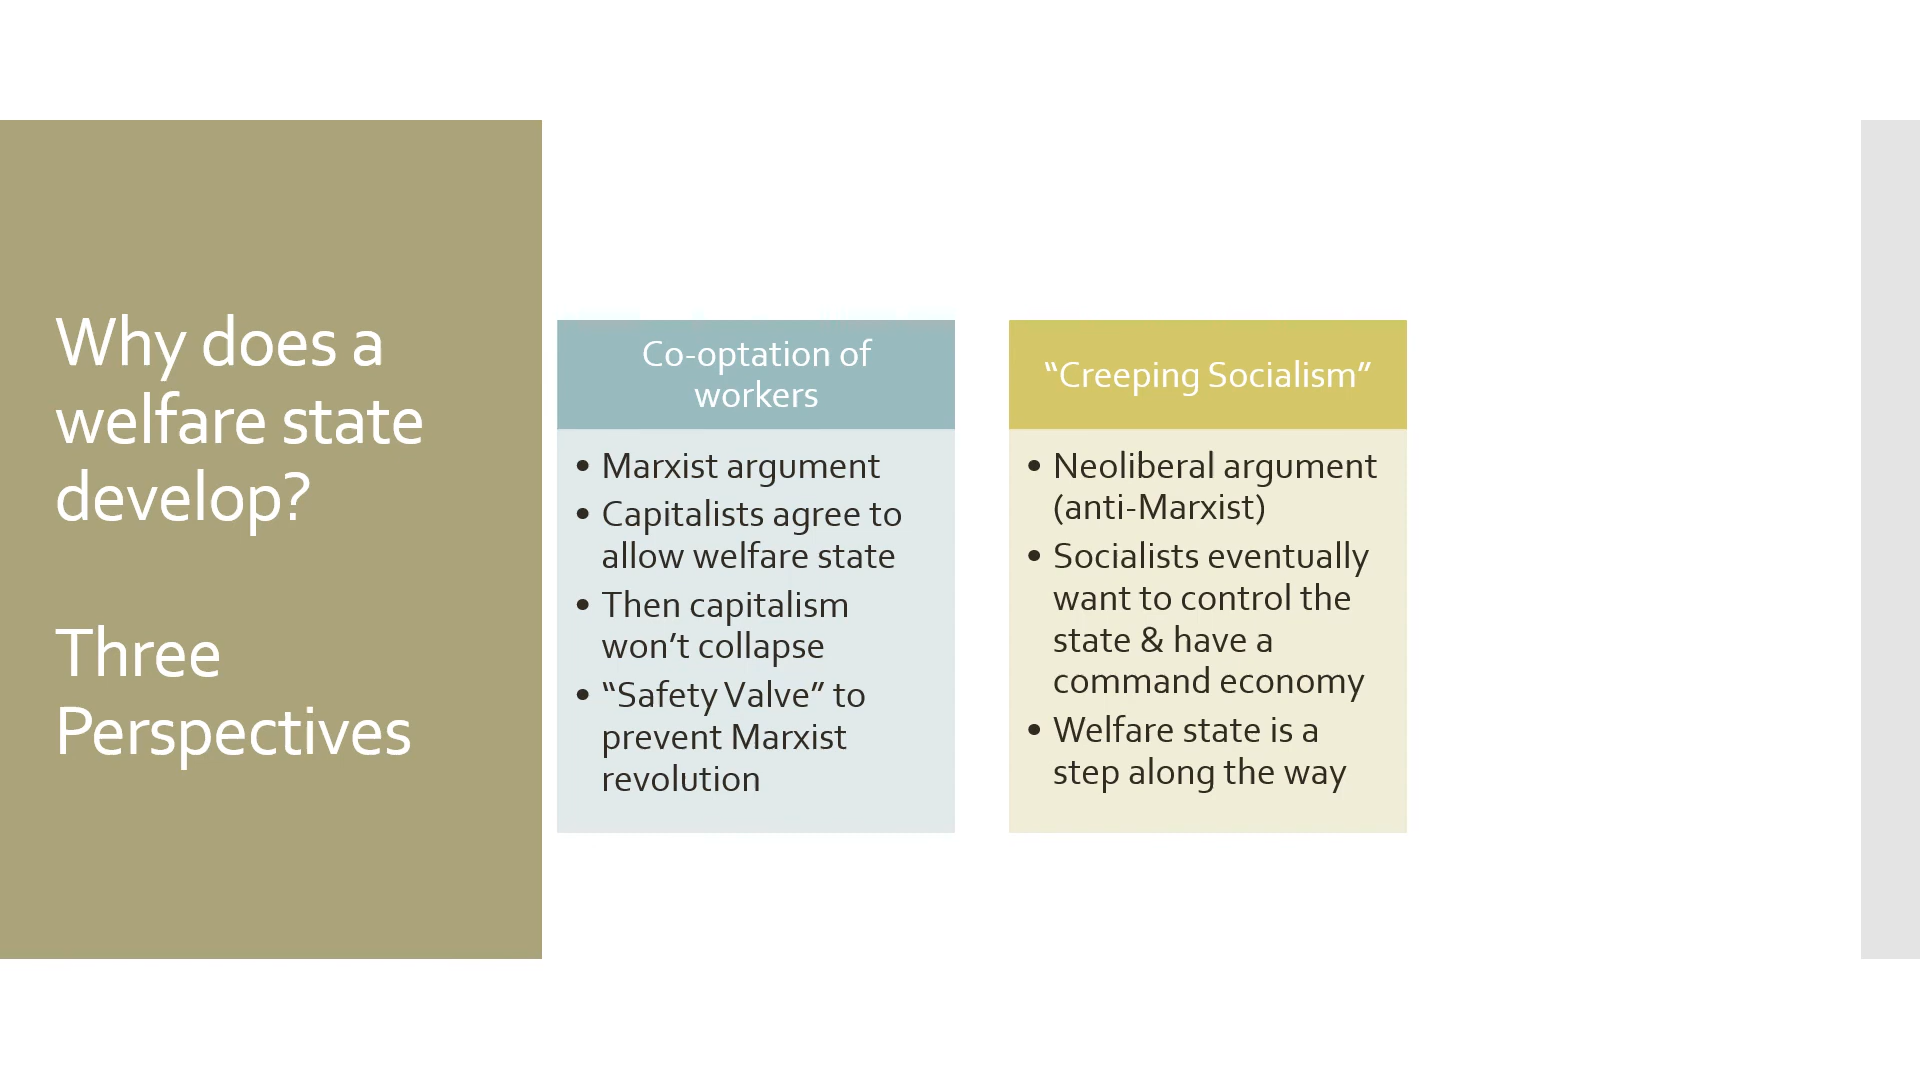 Why does a
welfare state
develop?
Three
Perspectives
Co-optation of
workers
• Marxist argument
• Capitalists agree to
allow welfare state
• Then capitalism
won’t collapse
• “Safety Valve” to
prevent Marxist
revolution
“Creeping Socialism”
• Neoliberal argument
(anti-Marxist)
• Socialists eventually
want to control the
state & have a
command economy
• Welfare state is a
step along the way